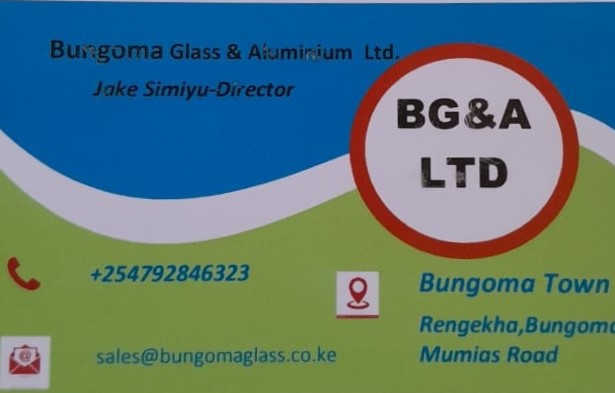 Bungoma Glass & Aluminium Ltd.
Jake Simiyu-Director
BG&A
LTD
+254792846323
Bungoma Town
Rengekha,Bungoma
sales@bungomaglass.co.ke
Mumias Road